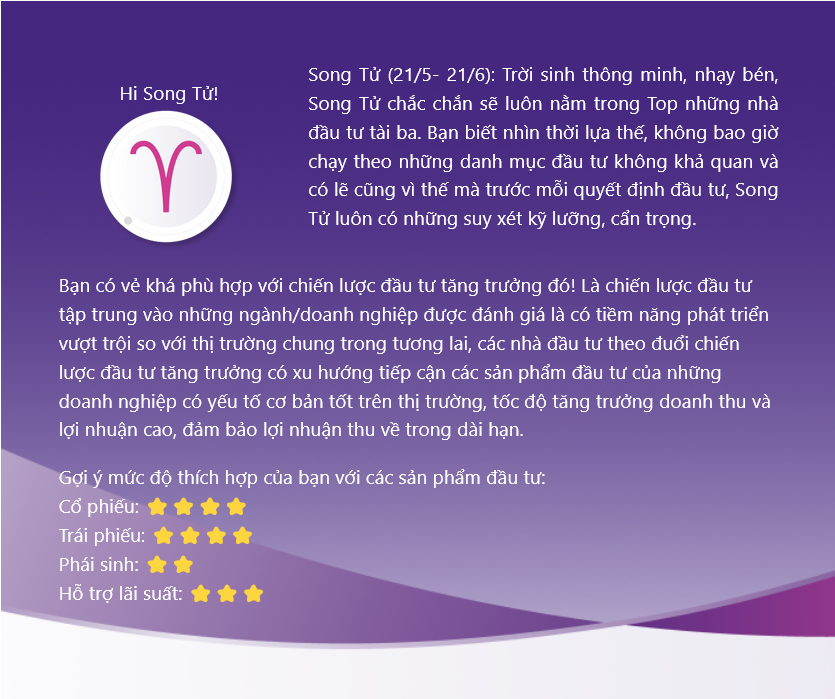 Hi Song Tử!
Song Tử (21/5- 21/6): Trời sinh thông minh, nhạy bén,
Song Tử chắc chắn sẽ luôn nằm trong Top những nhà
đầu tư tài ba. Bạn biết nhìn thời lựa thế, không bao giờ
chạy theo những danh mục đầu tư không khả quan và
có lẽ cũng vì thế mà trước mỗi quyết định đầu tư, Song
Tử luôn có những suy xét kỹ lưỡng, cẩn trọng.
Bạn có vẻ khá phù hợp với chiến lược đầu tư tăng trưởng đó! Là chiến lược đầu tư
tập trung vào những ngành/doanh nghiệp được đánh giá là có tiềm năng phát triển
vượt trội so với thị trường chung trong tương lai, các nhà đầu tư theo đuổi chiến
lược đầu tư tăng trưởng có xu hướng tiếp cận các sản phẩm đầu tư của những
doanh nghiệp có yếu tố cơ bản tốt trên thị trường, tốc độ tăng trưởng doanh thu và
lợi nhuận cao, đảm bảo lợi nhuận thu về trong dài hạn.
Gợi ý mức độ thích hợp của bạn với các sản phẩm đầu tư:
Cổ phiếu:
Trái phiếu:
Phái sinh:
Hỗ trợ lãi suất: